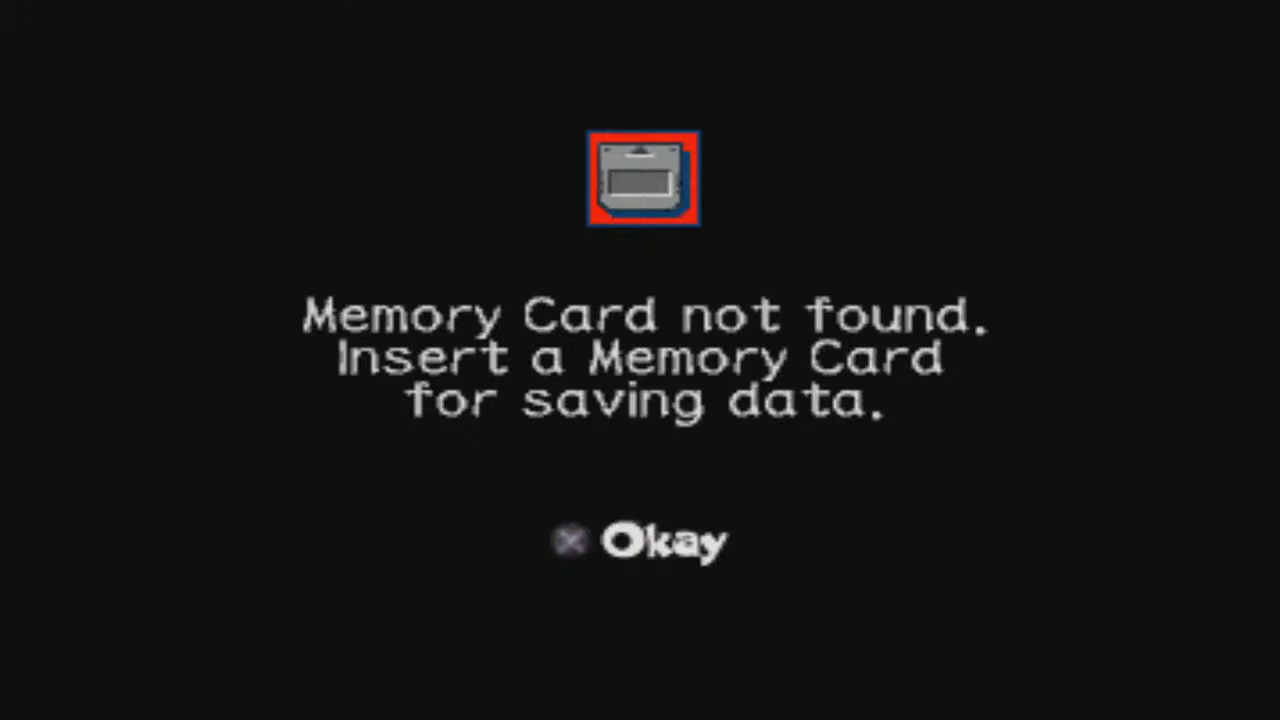 Memory Card not found.
Insert a Memory Card
for saving data.
Okay